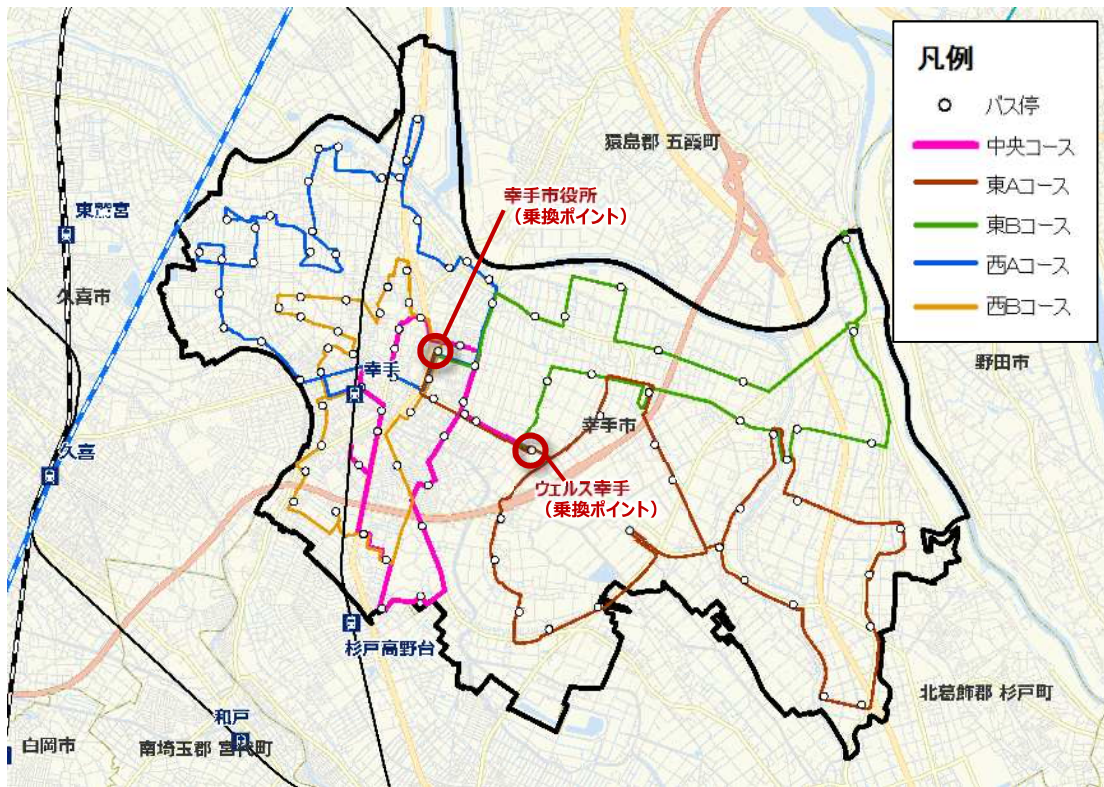 凡例
バス停
中央コース
東Aコース
東Bコース
西Aコース
西Bコース
猿島郡 五霞町
幸手市役所
（乗換ポイント）
東鷲宮
久喜市
野田市
幸手
幸手市
久喜
ウェルス幸手
（乗換ポイント）
杉戸高野台
北葛飾郡 杉戸町
和戸
白岡市
南埼玉郡 宮代町